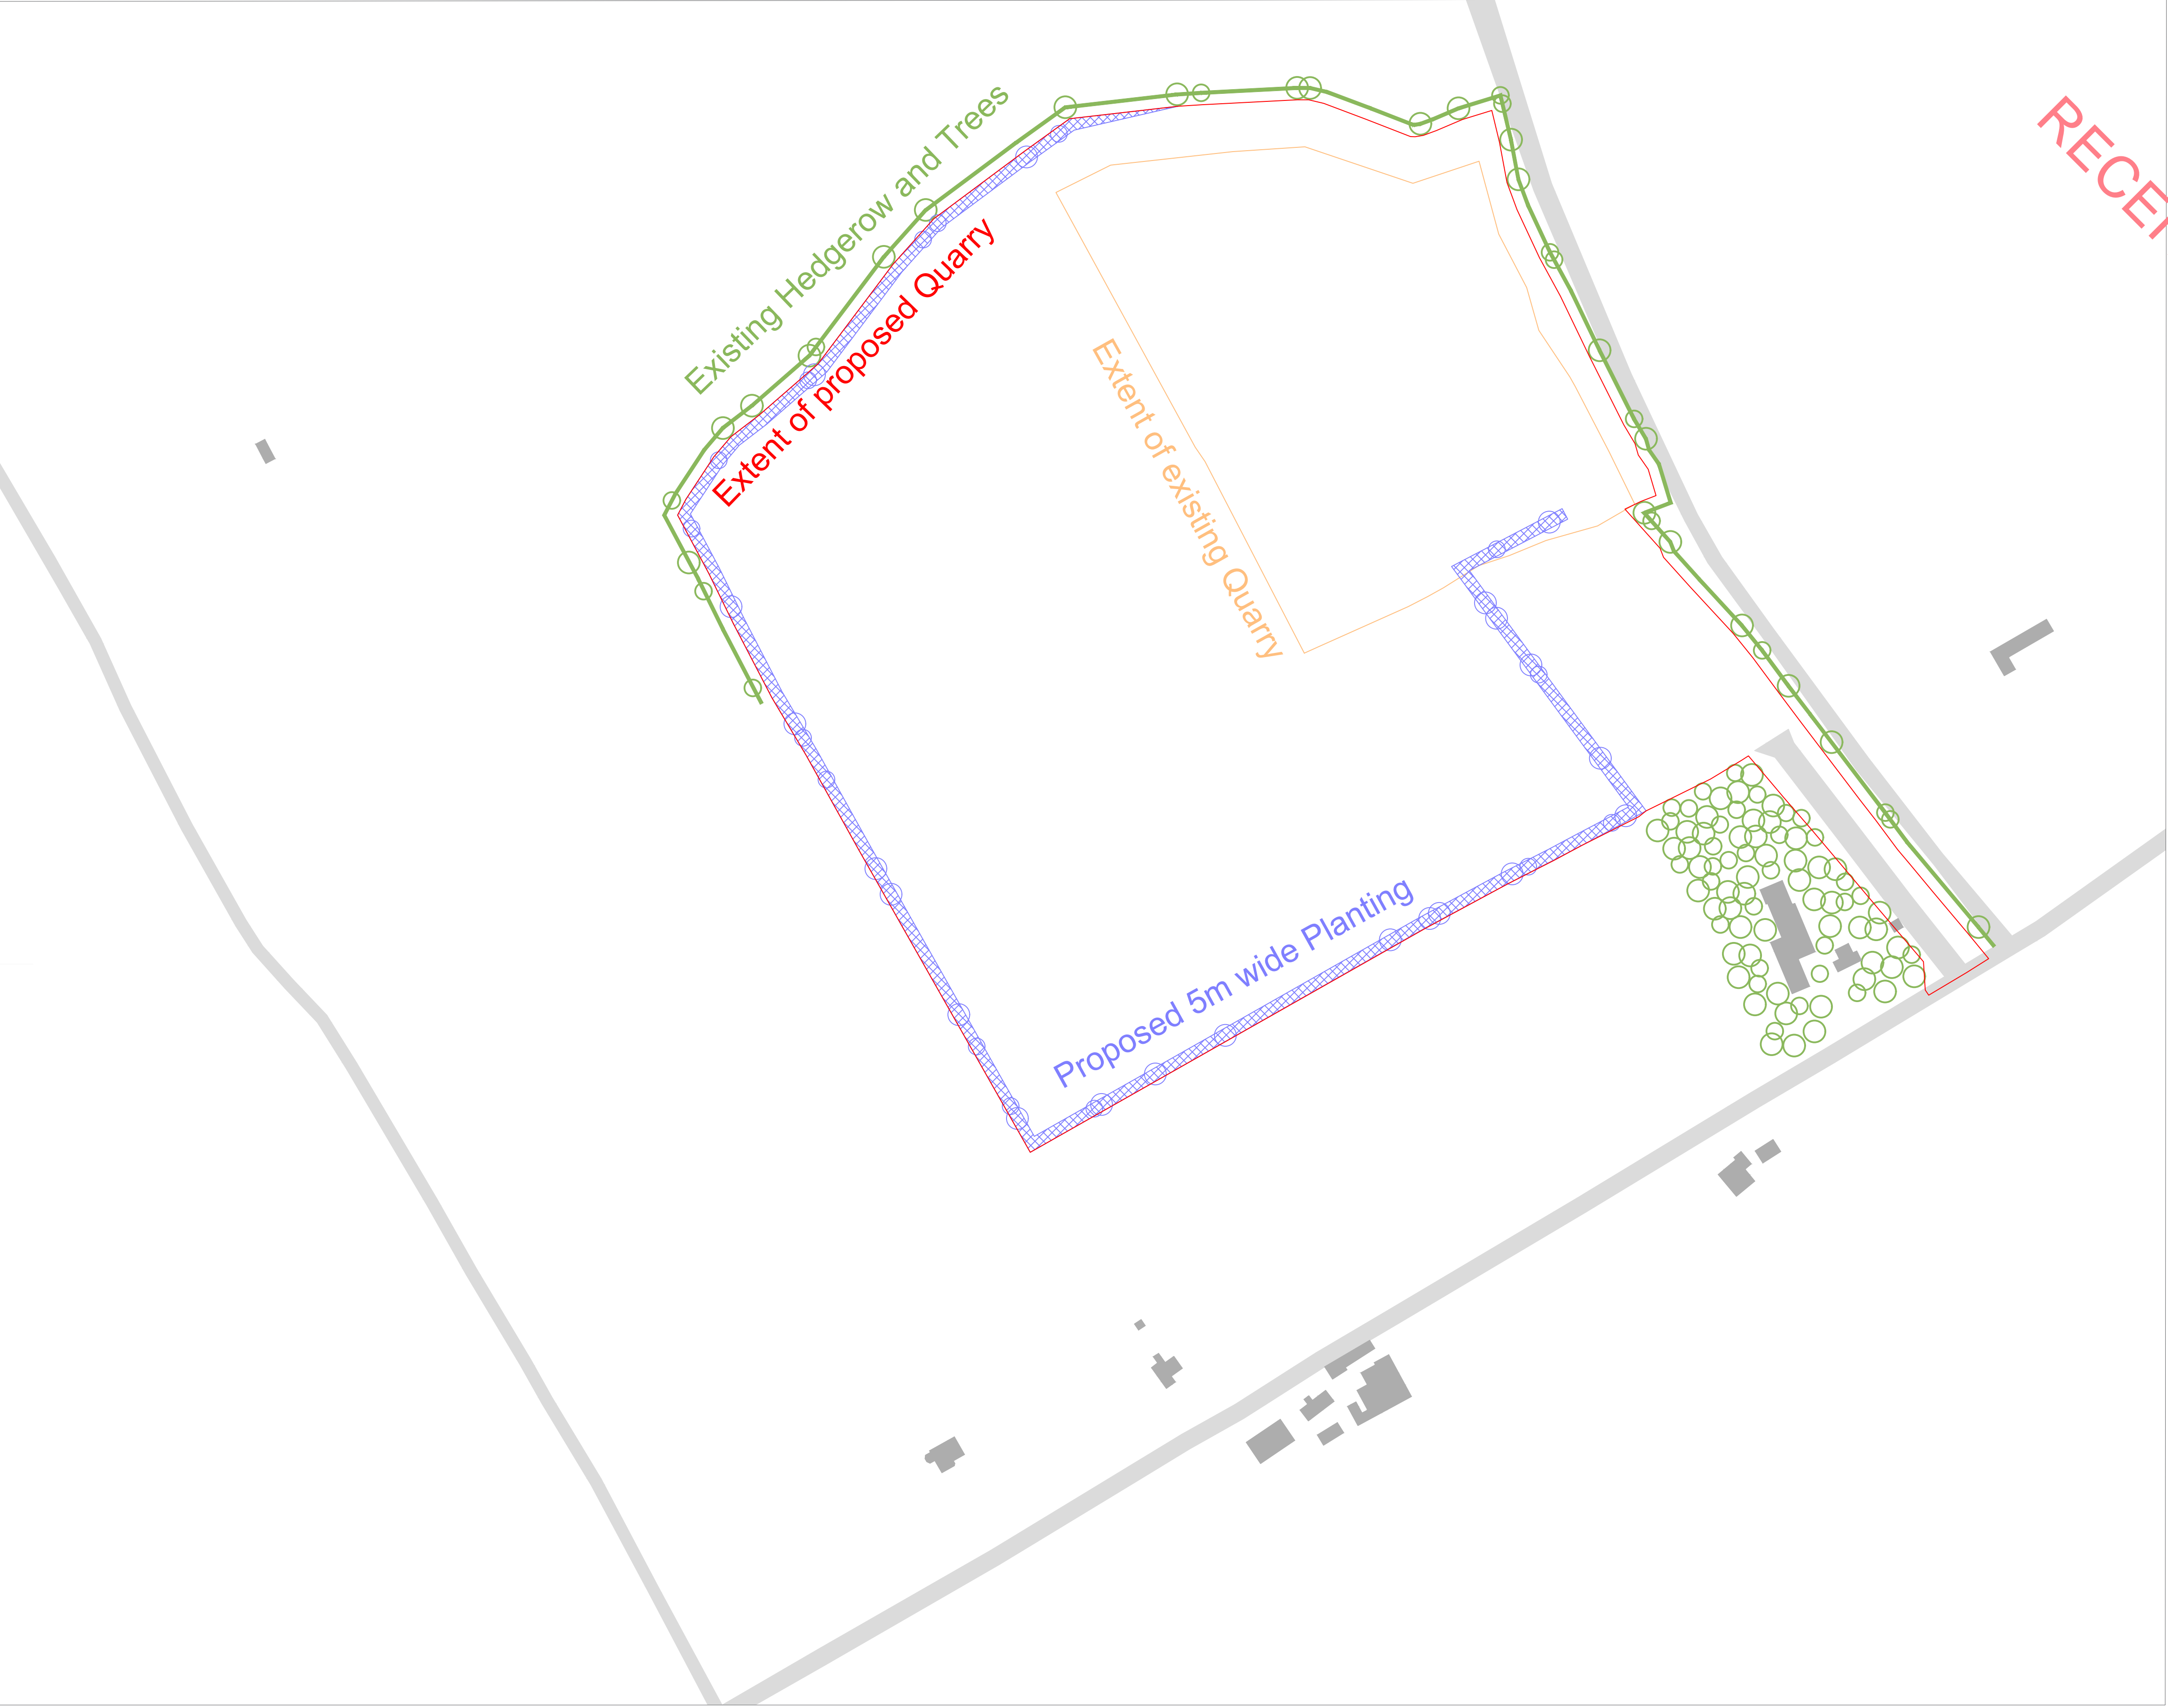 Existing Hedgerow and Trees
Extent of proposed Quarry
Extent of existing Quarry
Proposed 5m wide Planting